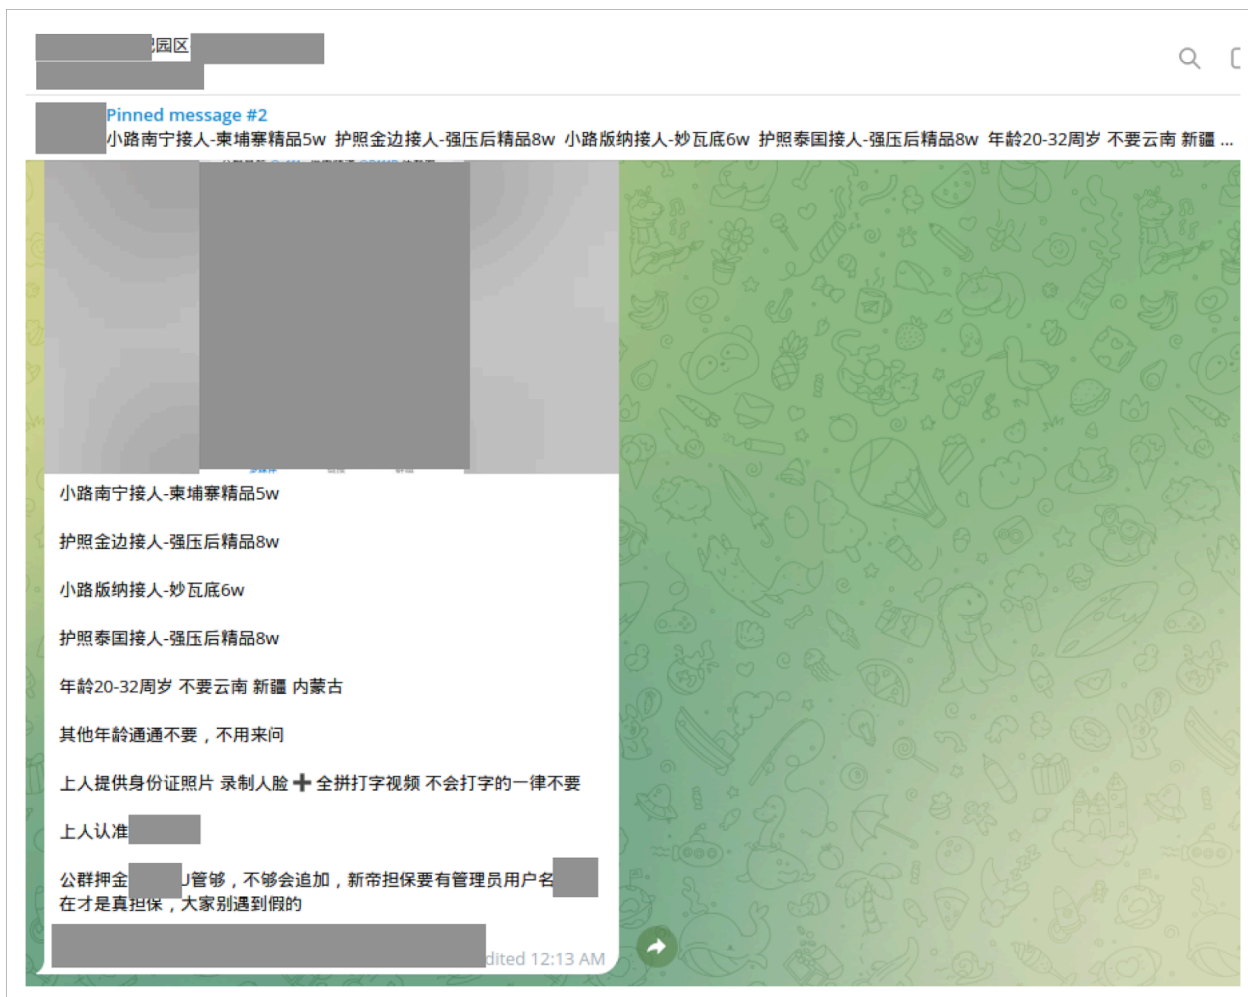 园区
Pinned message #2
小路南宁接人-柬埔寨精品5w 护照金边接人-强压后精品8w 小路版纳接人-妙瓦底6w 护照泰国接人-强压后精品8w 年龄20-32周岁 不要云南 新疆 ...
小路南宁接人-柬埔寨精品5w
护照金边接人-强压后精品8w
小路版纳接人-妙瓦底6w
护照泰国接人-强压后精品8w
年龄20-32周岁 不要云南 新疆 内蒙古
其他年龄通通不要，不用来问
上人提供身份证照片 录制人脸 ➕ 全拼打字视频 不会打字的一律不要
上人认准
公群押金 U管够，不够会追加，新帝担保要有管理员用户名
在才是真担保，大家别遇到假的
dited 12:13 AM